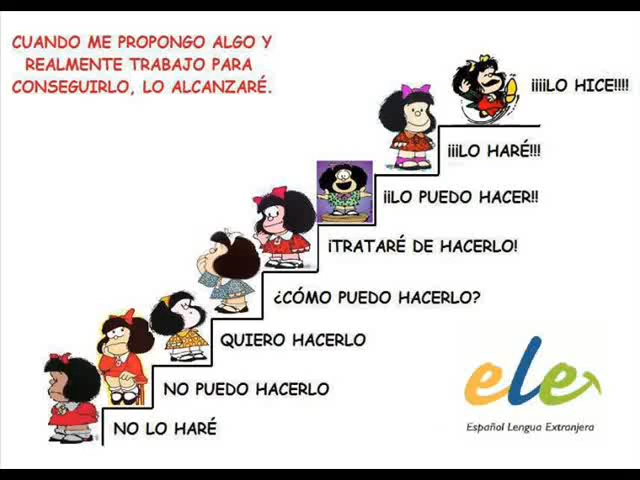 CUANDO ME PROPONGO ALGO Y
REALMENTE TRABAJO PARA
CONSEGUIRLO, LO ALCANZARÉ.
¡¡¡¡LO HICE!!!!
¡¡¡LO HARÉ!!!
¡¡LO PUEDO HACER!!
¡TRATARÉ DE HACERLO!
¿CÓMO PUEDO HACERLO?
QUIERO HACERLO
NO PUEDO HACERLO
NO LO HARÉ
ele
Español Lengua Extranjera